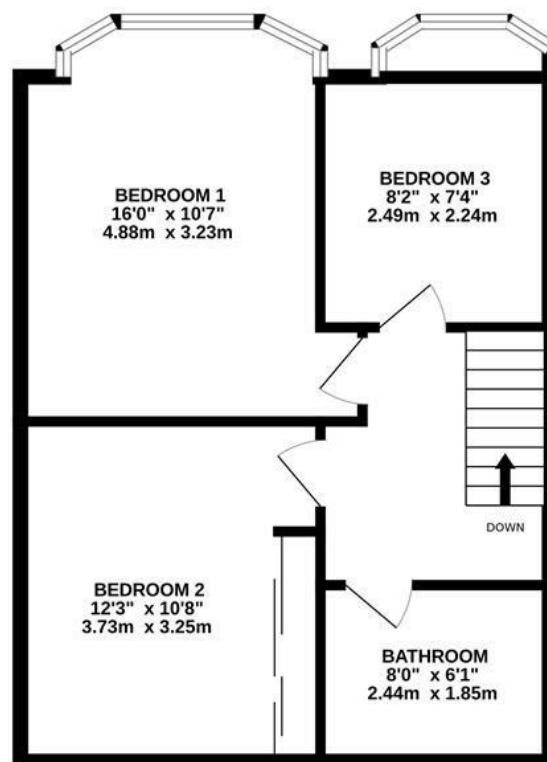 BEDROOM 1
16'0" x 10'7"
4.88m x 3.23m
BEDROOM 3
8'2" x 7'4"
2.49m x 2.24m
DOWN
BEDROOM 2
12'3" x 10'8"
3.73m x 3.25m
BATHROOM
8'0" x 6'1"
2.44m x 1.85m